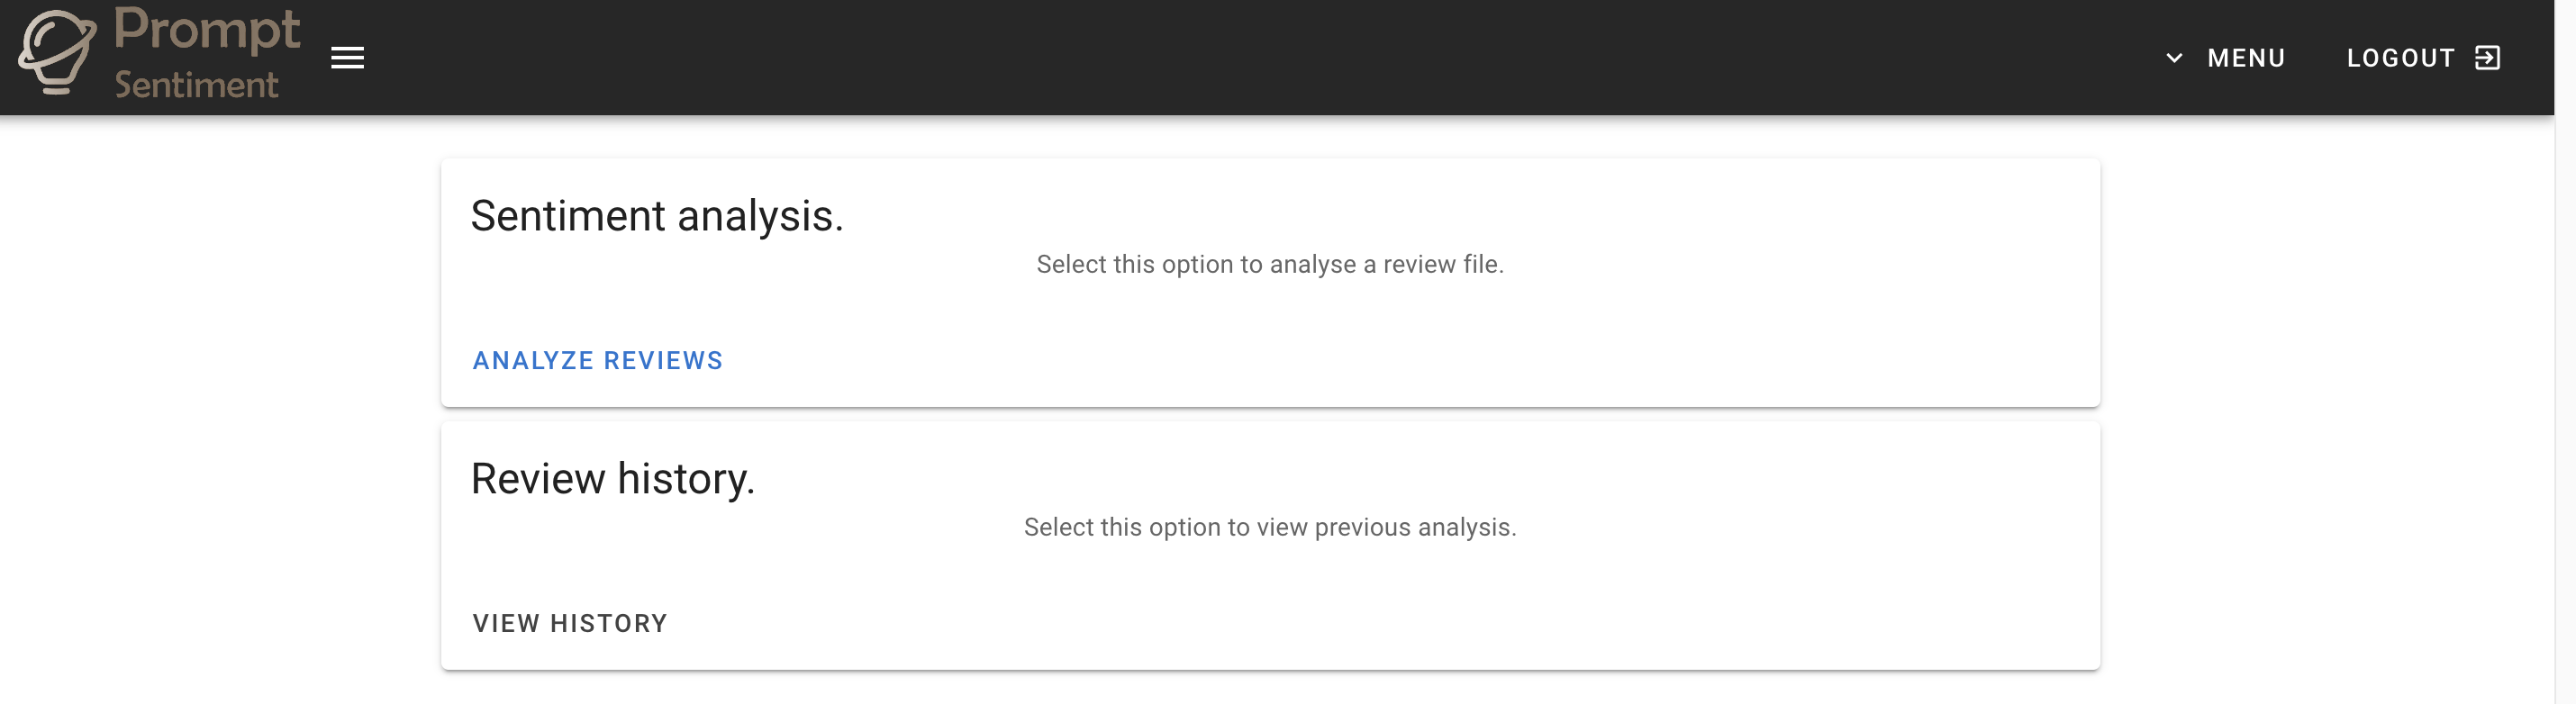 Prompt
Sentiment
MENU
LOGOUT
Sentiment analysis.
Select this option to analyse a review file.
ANALYZE REVIEWS
Review history.
Select this option to view previous analysis.
VIEW HISTORY